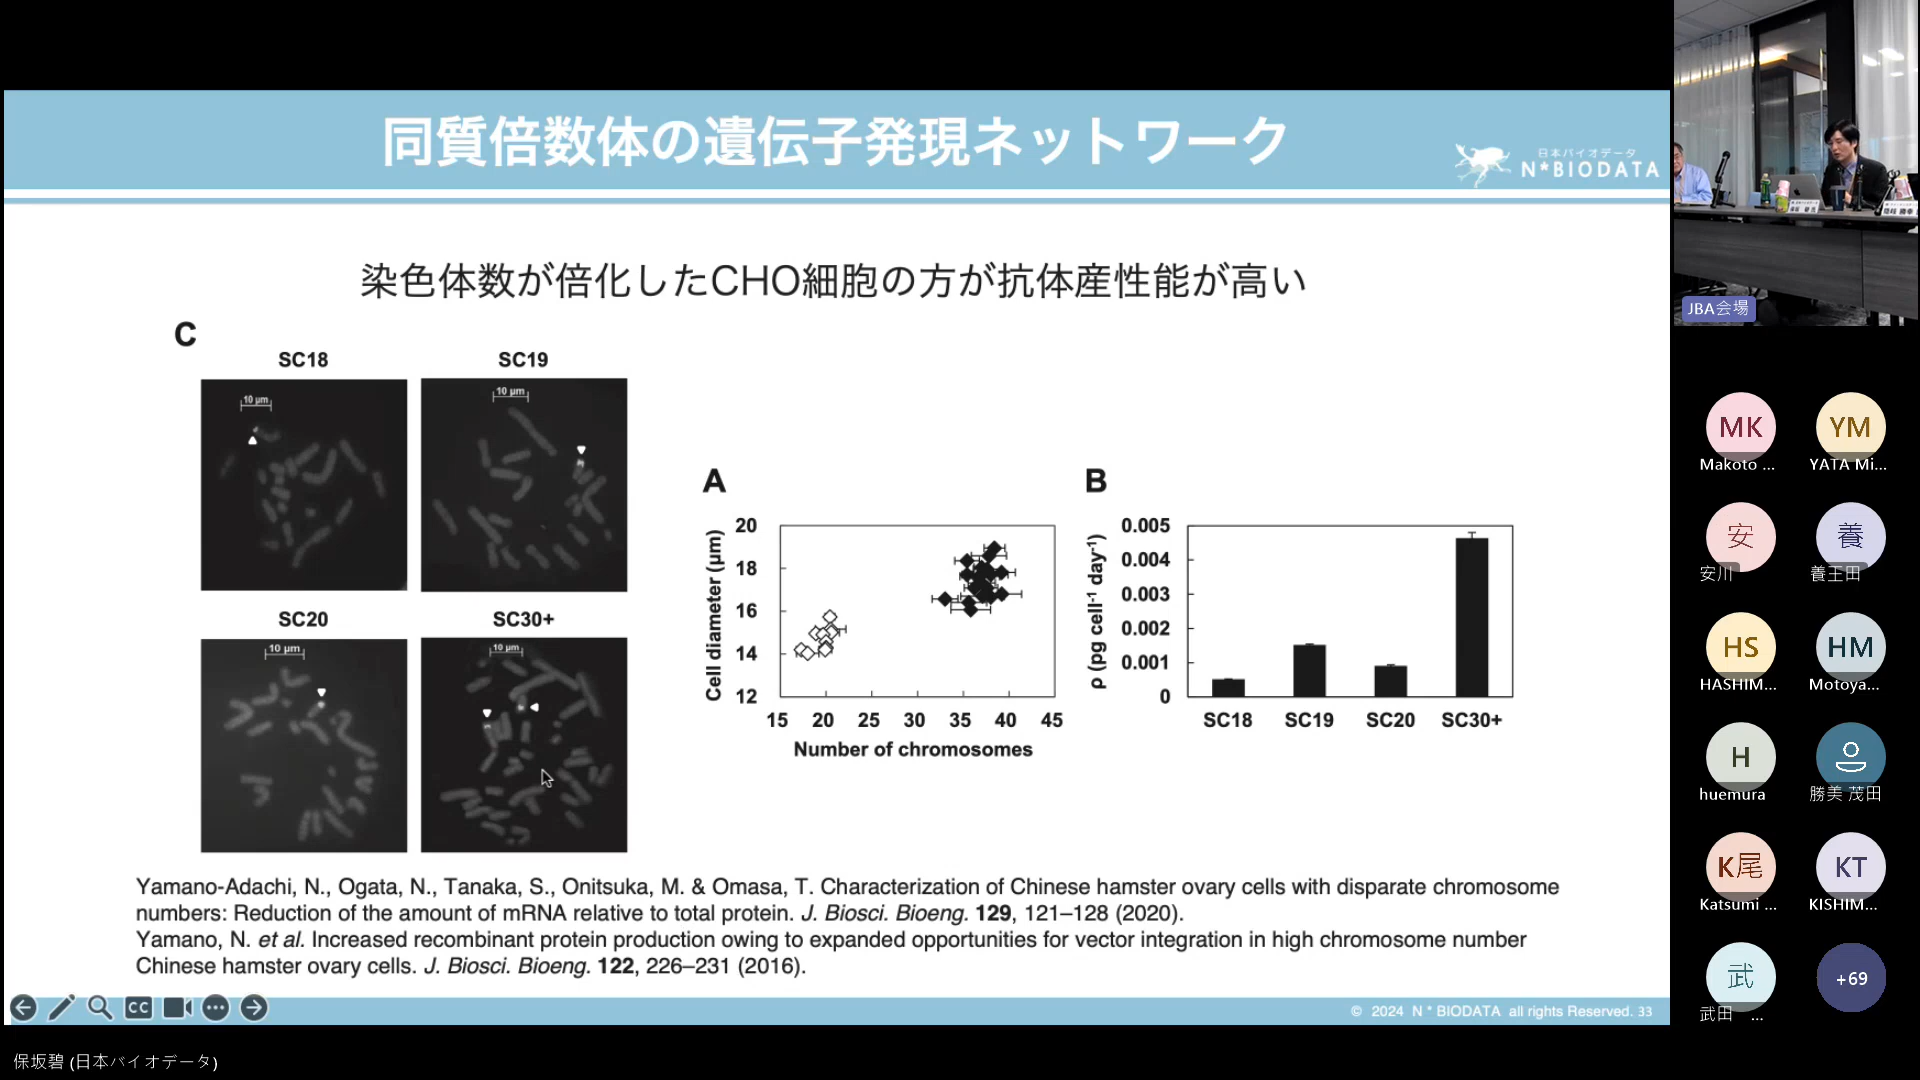 同質倍数体の遺伝子発現ネットワーク
日本バイオデータ
N*BIODATA
染色体数が倍化したCHO細胞の方が抗体産性能が高い
C
SC18
SC19
10 μm
10 μm
SC20
SC30+
10 μm
10 μm
A
Cell diameter (μm)
20
18
16
14
12
15 20 25 30 35 40 45
Number of chromosomes
B
ρ (pg cell-1 day-1)
0.005
0.004
0.003
0.002
0.001
0
SC18 SC19 SC20 SC30+
Yamano-Adachi, N., Ogata, N., Tanaka, S., Onitsuka, M. & Omasa, T. Characterization of Chinese hamster ovary cells with disparate chromosome
numbers: Reduction of the amount of mRNA relative to total protein. J. Biosci. Bioeng. 129, 121–128 (2020).
Yamano, N. et al. Increased recombinant protein production owing to expanded opportunities for vector integration in high chromosome number
Chinese hamster ovary cells. J. Biosci. Bioeng. 122, 226–231 (2016).
CC
© 2024 N*BIODATA all rights Reserved. 33
保坂碧 (日本バイオデータ)
JBA会場
MK
Makoto ...
YM
YATA Mi...
安
安川
養
養王田
HS
HASHIM...
HM
Motoya...
H
huemura
勝美 茂田
K尾
Katsumi ...
KT
KISHIM...
武
武田 ...
+69